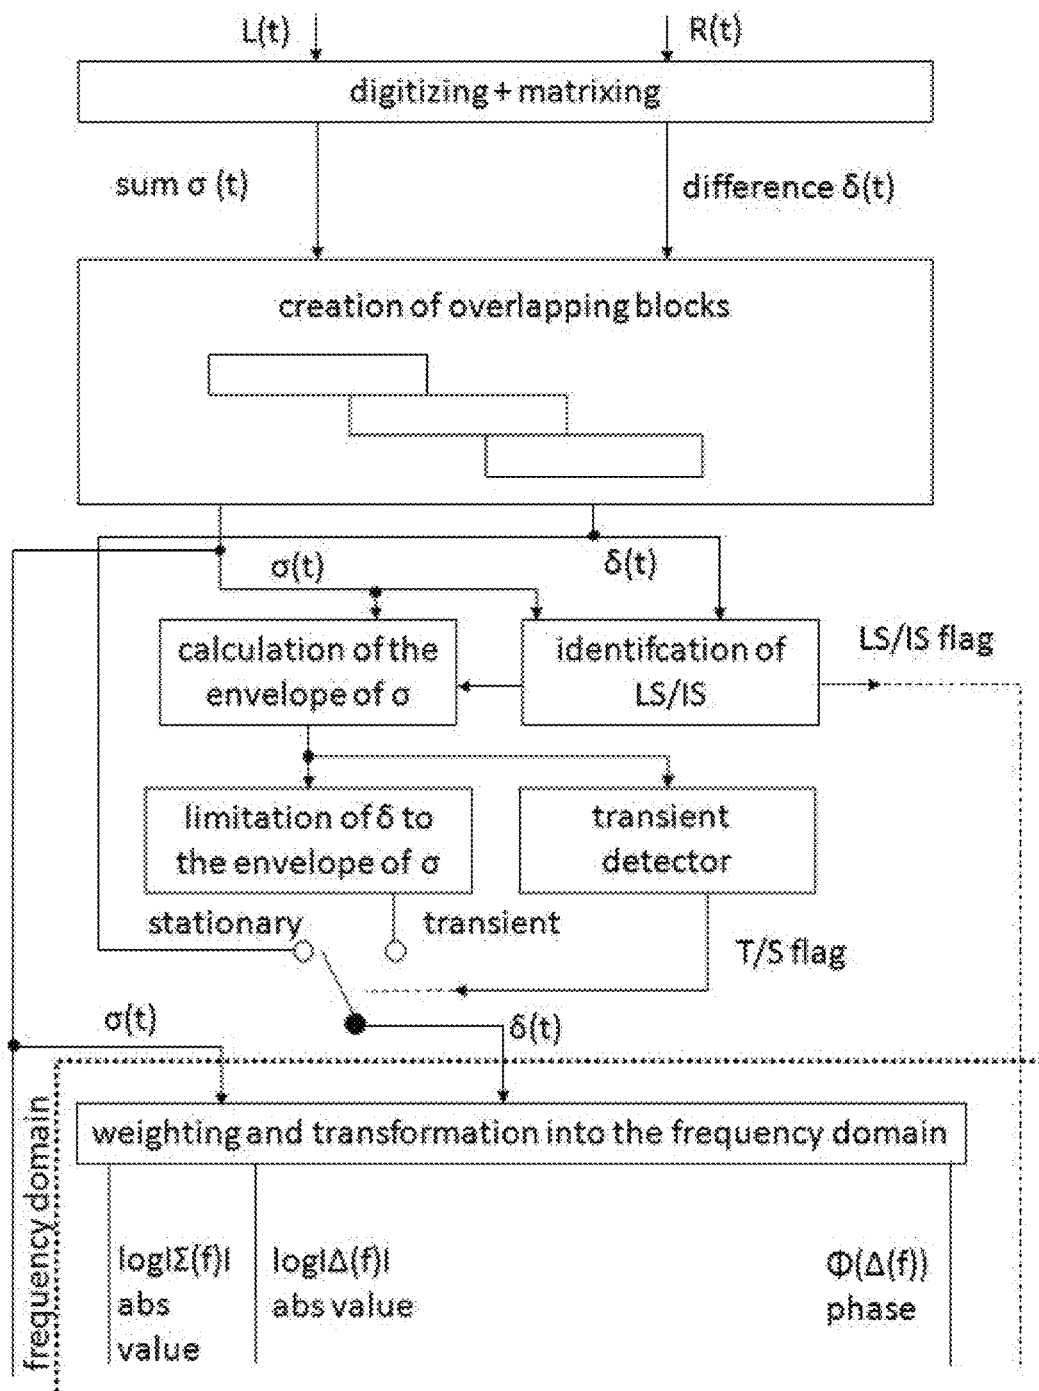 L(t)
R(t)
digitizing + matrixing
sum σ (t)
difference δ(t)
creation of overlapping blocks
σ(t)
δ(t)
calculation of the
envelope of σ
identifcation of
LS/IS
LS/IS flag
limitation of δ to
the envelope of σ
transient
detector
stationary
transient
T/S flag
σ(t)
δ(t)
frequency domain
weighting and transformation into the frequency domain
log|Σ(f)|
abs
value
log|Δ(f)|
abs value
Φ(Δ(f))
phase